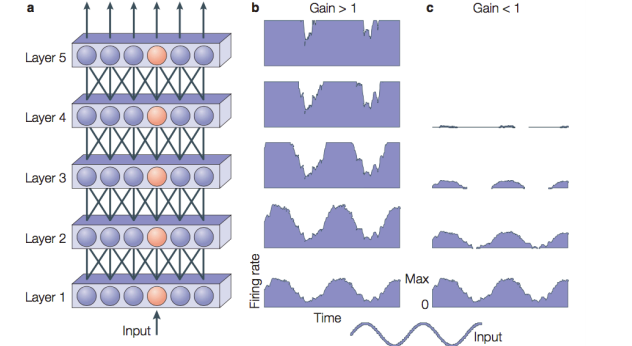 a
b
Gain > 1
c
Gain < 1
Layer 5
Layer 4
Layer 3
Layer 2
Layer 1
Input
Firing rate
Time
Max
0
Input